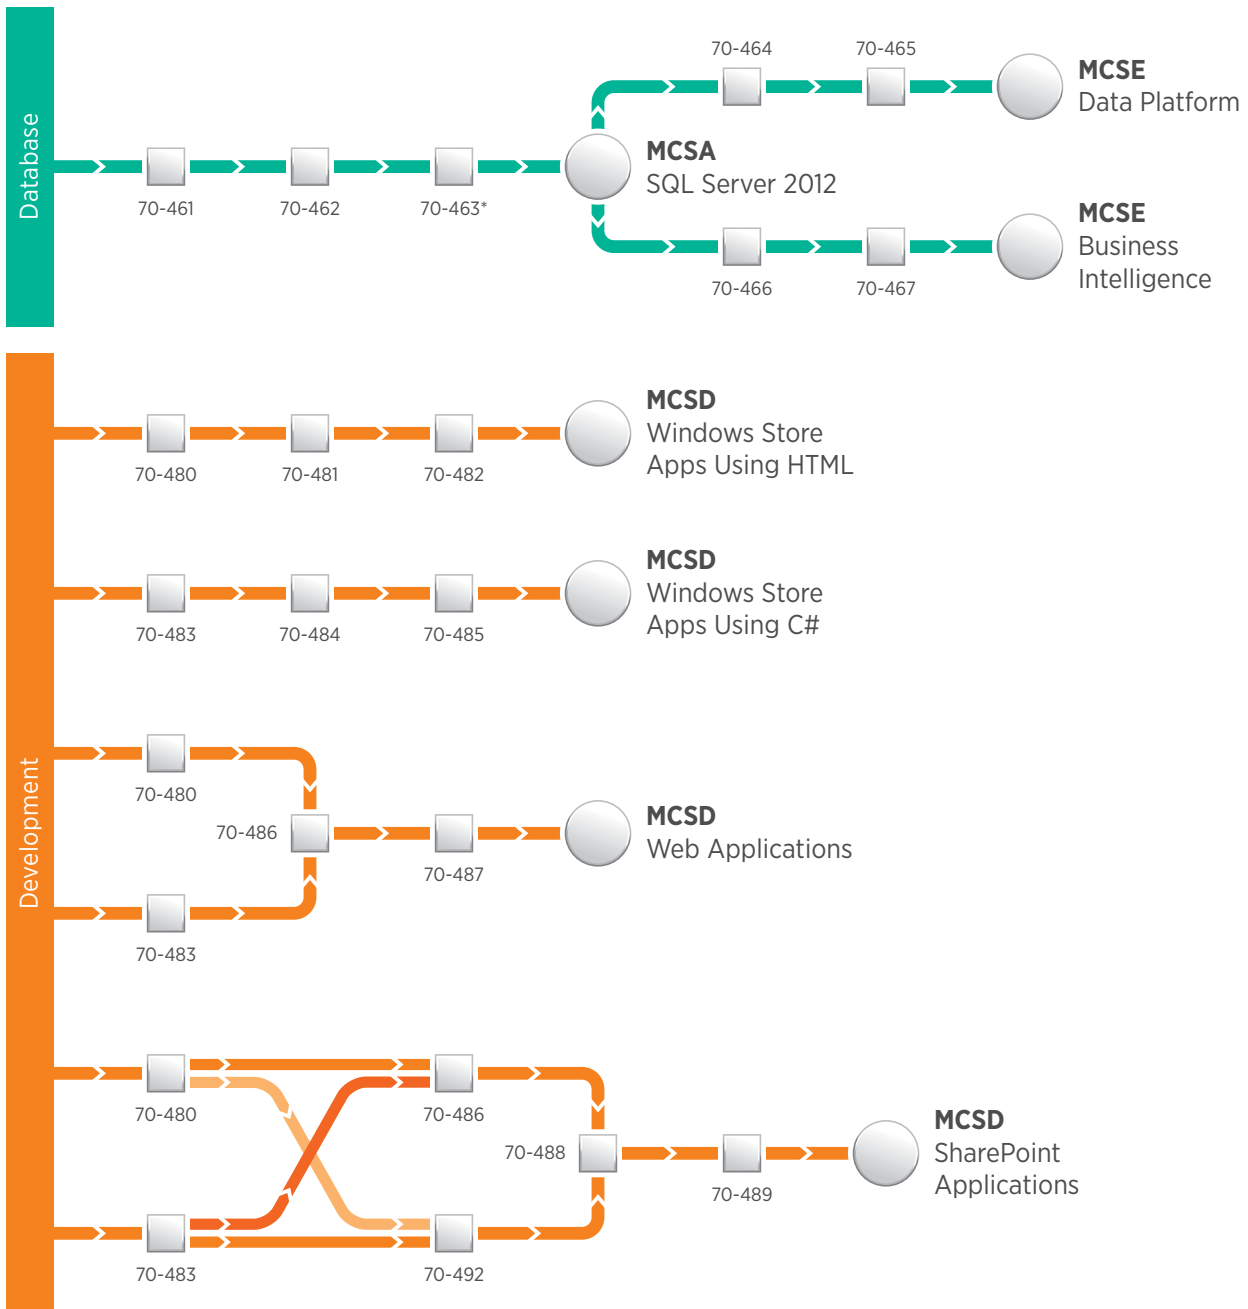 Database
70-461
70-462
70-463*
MCSA
SQL Server 2012
70-464
70-465
MCSE
Data Platform
70-466
70-467
MCSE
Business
Intelligence
Development
70-480
70-481
70-482
MCSD
Windows Store
Apps Using HTML
70-483
70-484
70-485
MCSD
Windows Store
Apps Using C#
70-480
70-483
70-486
70-487
MCSD
Web Applications
70-480
70-483
70-486
70-492
70-488
70-489
MCSD
SharePoint
Applications